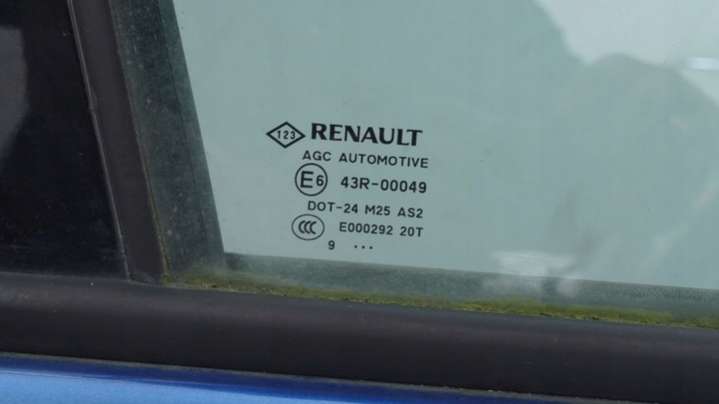 123 RENAULT
AGC AUTOMOTIVE
E6 43R-00049
DOT-24 M25 AS2
CCC E000292 20T
9 ...